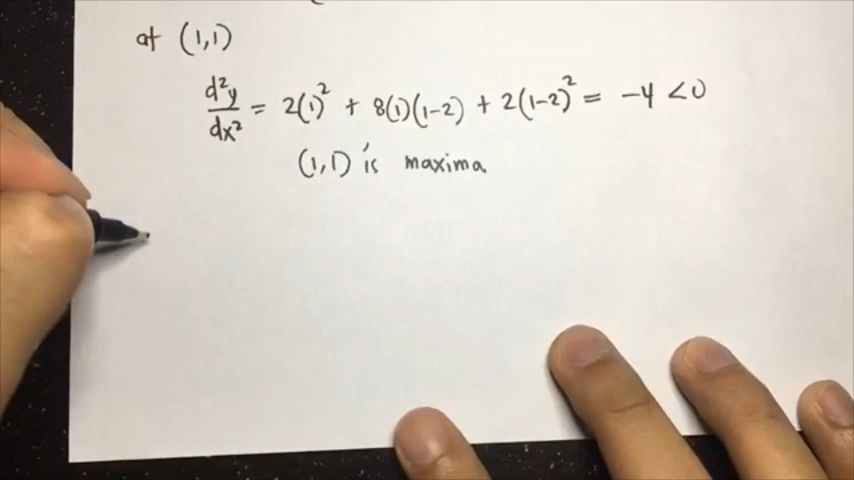 at (1,1)
d²y/dx² = 2(1)² + 8(1)(1-2) + 2(1-2)² = -4 < 0
(1,1) is maxima